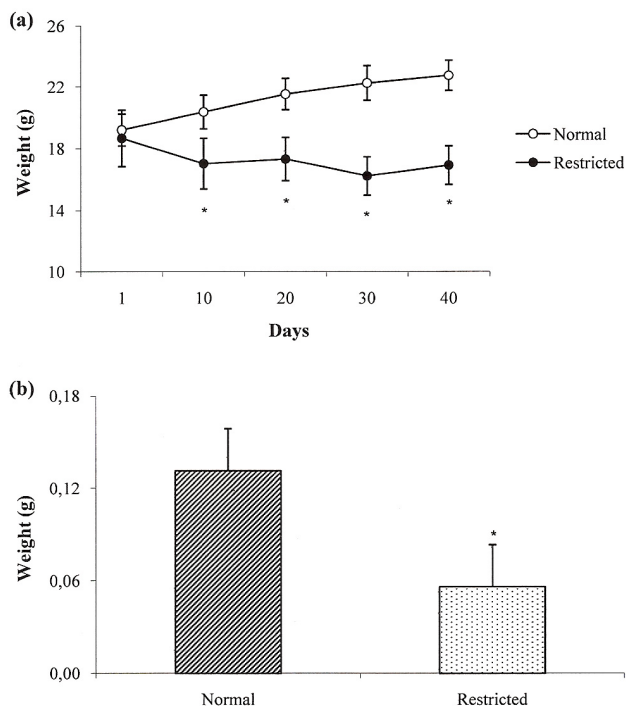 (a)
26
22
18
14
10
Weight (g)
Normal
Restricted
*
*
*
*
1 10 20 30 40
Days
(b)
0,18
0,12
0,06
0,00
Weight (g)
*
Normal Restricted